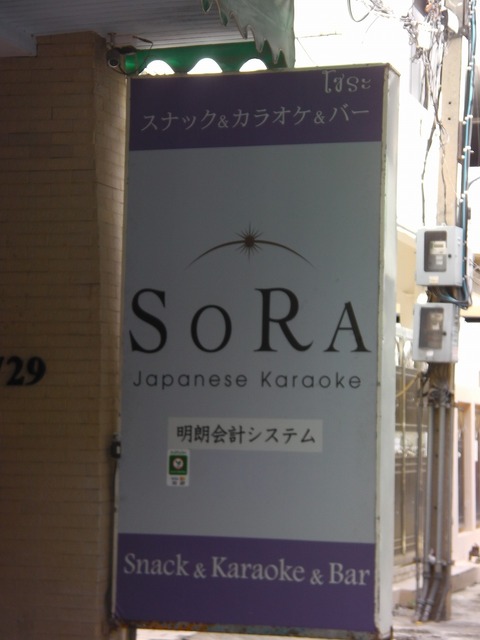 โซระ
スナック&カラオケ&バー
SORA
Japanese Karaoke
明朗会計システム
Snack & Karaoke & Bar
/29